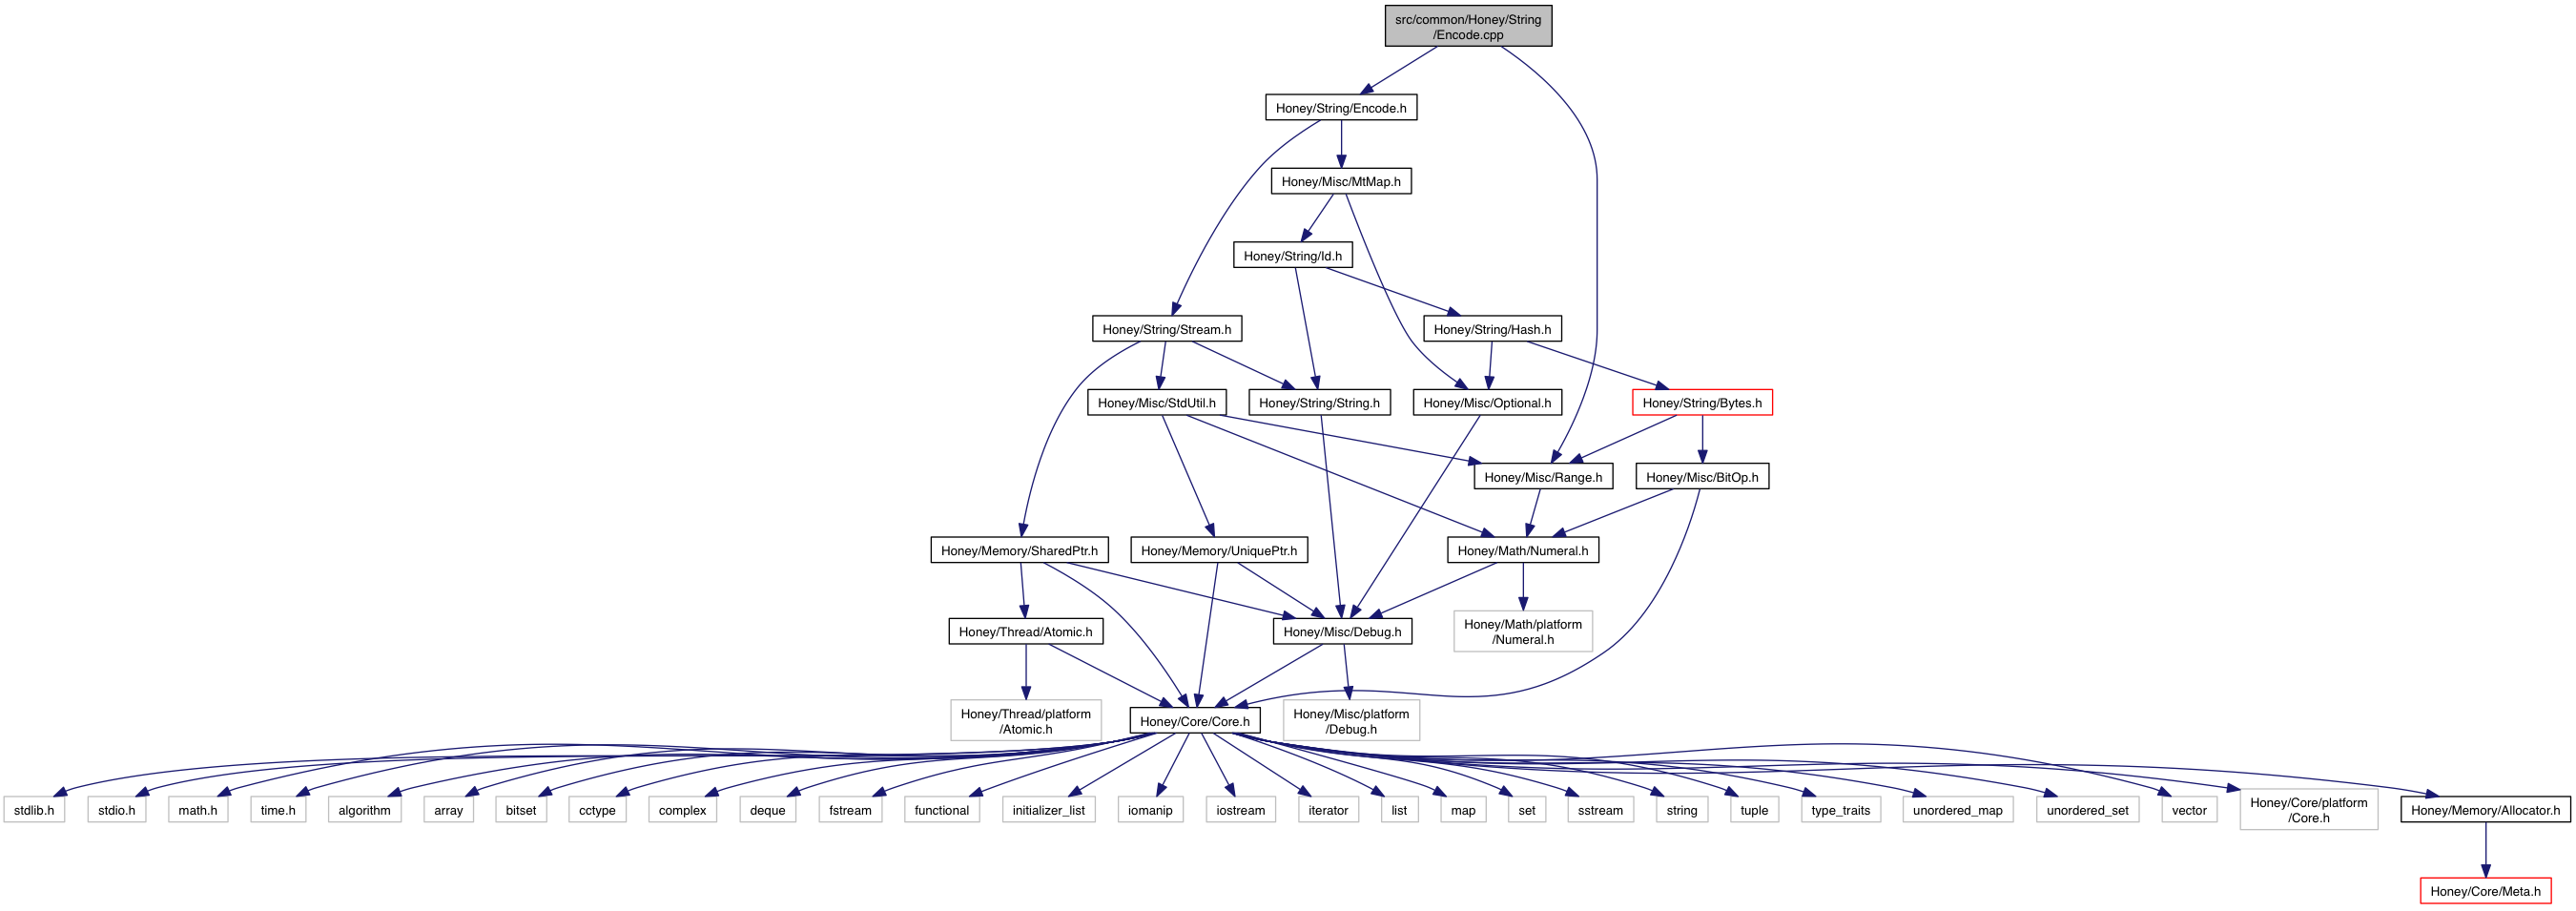 src/common/Honey/String
/Encode.cpp
Honey/String/Encode.h
Honey/Misc/MtMap.h
Honey/String/Id.h
Honey/String/Stream.h
Honey/String/Hash.h
Honey/Misc/StdUtil.h
Honey/String/String.h
Honey/Misc/Optional.h
Honey/String/Bytes.h
Honey/Misc/Range.h
Honey/Misc/BitOp.h
Honey/Memory/SharedPtr.h
Honey/Memory/UniquePtr.h
Honey/Math/Numeral.h
Honey/Thread/Atomic.h
Honey/Misc/Debug.h
Honey/Math/platform
/Numeral.h
Honey/Thread/platform
/Atomic.h
Honey/Core/Core.h
Honey/Misc/platform
/Debug.h
stdlib.h
stdio.h
math.h
time.h
algorithm
array
bitset
cctype
complex
deque
fstream
functional
initializer_list
iomanip
iostream
iterator
list
map
set
sstream
string
tuple
type_traits
unordered_map
unordered_set
vector
Honey/Core/platform
/Core.h
Honey/Memory/Allocator.h
Honey/Core/Meta.h